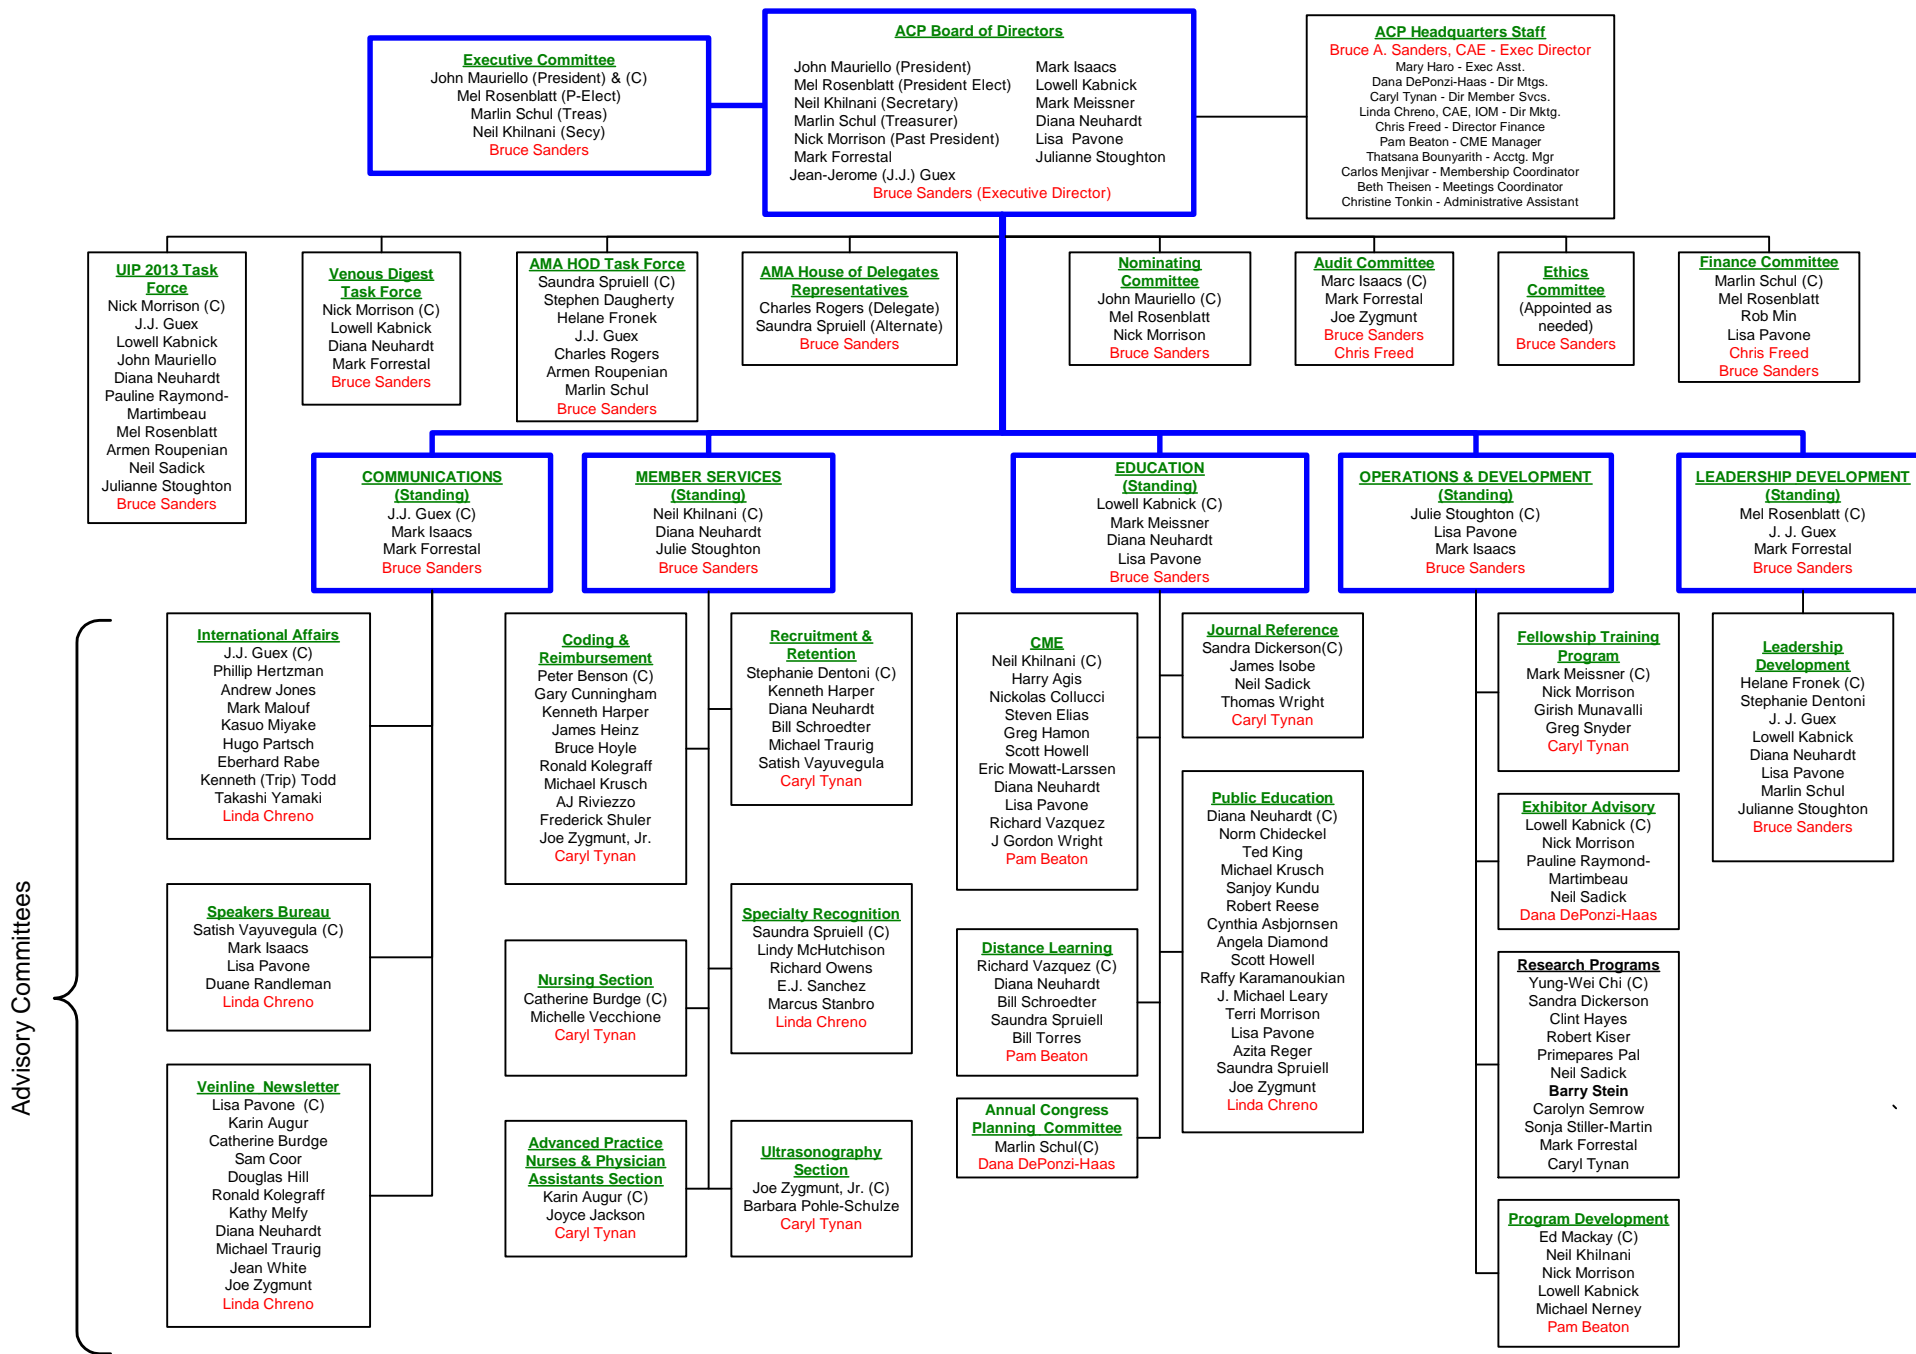 Executive Committee
John Mauriello (President) & (C)
Mel Rosenblatt (P-Elect)
Marlin Schul (Treas)
Neil Khilnani (Secy)
Bruce Sanders
ACP Board of Directors
John Mauriello (President)
Mel Rosenblatt (President Elect)
Neil Khilnani (Secretary)
Marlin Schul (Treasurer)
Nick Morrison (Past President)
Mark Forrestal
Jean-Jerome (J.J.) Guex
Mark Isaacs
Lowell Kabnick
Mark Meissner
Diana Neuhardt
Lisa  Pavone
Julianne Stoughton
Bruce Sanders (Executive Director)
ACP Headquarters Staff
Bruce A. Sanders, CAE - Exec Director
Mary Haro - Exec Asst.
Dana DePonzi-Haas - Dir Mtgs.
Caryl Tynan - Dir Member Svcs.
Linda Chreno, CAE, IOM - Dir Mktg.
Chris Freed - Director Finance
Pam Beaton - CME Manager
Thatsana Bounyarith - Acctg. Mgr
Carlos Menjivar - Membership Coordinator
Beth Theisen - Meetings Coordinator
Christine Tonkin - Administrative Assistant
UIP 2013 Task
Force
Nick Morrison (C)
J.J. Guex
Lowell Kabnick
John Mauriello
Diana Neuhardt
Pauline Raymond-
Martimbeau
Mel Rosenblatt
Armen Roupenian
Neil Sadick
Julianne Stoughton
Bruce Sanders
Venous Digest
Task Force
Nick Morrison (C)
Lowell Kabnick
Diana Neuhardt
Mark Forrestal
Bruce Sanders
AMA HOD Task Force
Saundra Spruiell (C)
Stephen Daugherty
Helane Fronek
J.J. Guex
Charles Rogers
Armen Roupenian
Marlin Schul
Bruce Sanders
AMA House of Delegates
Representatives
Charles Rogers (Delegate)
Saundra Spruiell (Alternate)
Bruce Sanders
Nominating
Committee
John Mauriello (C)
Mel Rosenblatt
Nick Morrison
Bruce Sanders
Audit Committee
Marc Isaacs (C)
Mark Forrestal
Joe Zygmunt
Bruce Sanders
Chris Freed
Ethics
Committee
(Appointed as
needed)
Bruce Sanders
Finance Committee
Marlin Schul (C)
Mel Rosenblatt
Rob Min
Lisa Pavone
Chris Freed
Bruce Sanders
COMMUNICATIONS
(Standing)
J.J. Guex (C)
Mark Isaacs
Mark Forrestal
Bruce Sanders
MEMBER SERVICES
(Standing)
Neil Khilnani (C)
Diana Neuhardt
Julie Stoughton
Bruce Sanders
EDUCATION
(Standing)
Lowell Kabnick (C)
Mark Meissner
Diana Neuhardt
Lisa Pavone
Bruce Sanders
OPERATIONS & DEVELOPMENT
(Standing)
Julie Stoughton (C)
Lisa Pavone
Mark Isaacs
Bruce Sanders
LEADERSHIP DEVELOPMENT
(Standing)
Mel Rosenblatt (C)
J. J. Guex
Mark Forrestal
Bruce Sanders
Advisory Committees
International Affairs
J.J. Guex (C)
Phillip Hertzman
Andrew Jones
Mark Malouf
Kasuo Miyake
Hugo Partsch
Eberhard Rabe
Kenneth (Trip) Todd
Takashi Yamaki
Linda Chreno
Speakers Bureau
Satish Vayuvegula (C)
Mark Isaacs
Lisa Pavone
Duane Randleman
Linda Chreno
Veinline  Newsletter
Lisa Pavone  (C)
Karin Augur
Catherine Burdge
Sam Coor
Douglas Hill
Ronald Kolegraff
Kathy Melfy
Diana Neuhardt
Michael Traurig
Jean White
Joe Zygmunt
Linda Chreno
Coding &
Reimbursement
Peter Benson (C)
Gary Cunningham
Kenneth Harper
James Heinz
Bruce Hoyle
Ronald Kolegraff
Michael Krusch
AJ Riviezzo
Frederick Shuler
Joe Zygmunt, Jr.
Caryl Tynan
Nursing Section
Catherine Burdge (C)
Michelle Vecchione
Caryl Tynan
Advanced Practice
Nurses & Physician
Assistants Section
Karin Augur (C)
Joyce Jackson
Caryl Tynan
Recruitment &
Retention
Stephanie Dentoni (C)
Kenneth Harper
Diana Neuhardt
Bill Schroedter
Michael Traurig
Satish Vayuvegula
Caryl Tynan
Specialty Recognition
Saundra Spruiell (C)
Lindy McHutchison
Richard Owens
E.J. Sanchez
Marcus Stanbro
Linda Chreno
Ultrasonography
Section
Joe Zygmunt, Jr. (C)
Barbara Pohle-Schulze
Caryl Tynan
CME
Neil Khilnani (C)
Harry Agis
Nickolas Collucci
Steven Elias
Greg Hamon
Scott Howell
Eric Mowatt-Larssen
Diana Neuhardt
Lisa Pavone
Richard Vazquez
J Gordon Wright
Pam Beaton
Distance Learning
Richard Vazquez (C)
Diana Neuhardt
Bill Schroedter
Saundra Spruiell
Bill Torres
Pam Beaton
Annual Congress
Planning  Committee
Marlin Schul(C)
Dana DePonzi-Haas
Journal Reference
Sandra Dickerson(C)
James Isobe
Neil Sadick
Thomas Wright
Caryl Tynan
Public Education
Diana Neuhardt (C)
Norm Chideckel
Ted King
Michael Krusch
Sanjoy Kundu
Robert Reese
Cynthia Asbjornsen
Angela Diamond
Scott Howell
Raffy Karamanoukian
J. Michael Leary
Terri Morrison
Lisa Pavone
Azita Reger
Saundra Spruiell
Joe Zygmunt
Linda Chreno
Fellowship Training
Program
Mark Meissner (C)
Nick Morrison
Girish Munavalli
Greg Snyder
Caryl Tynan
Exhibitor Advisory
Lowell Kabnick (C)
Nick Morrison
Pauline Raymond-
Martimbeau
Neil Sadick
Dana DePonzi-Haas
Research Programs
Yung-Wei Chi (C)
Sandra Dickerson
Clint Hayes
Robert Kiser
Primepares Pal
Neil Sadick
Barry Stein
Carolyn Semrow
Sonja Stiller-Martin
Mark Forrestal
Caryl Tynan
Program Development
Ed Mackay (C)
Neil Khilnani
Nick Morrison
Lowell Kabnick
Michael Nerney
Pam Beaton
Leadership
Development
Helane Fronek (C)
Stephanie Dentoni
J. J. Guex
Lowell Kabnick
Diana Neuhardt
Lisa Pavone
Marlin Schul
Julianne Stoughton
Bruce Sanders